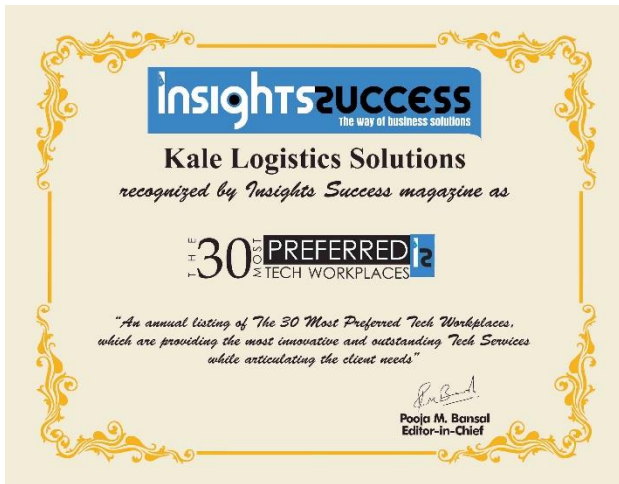 InsightsSuccess
The way of business solutions
Kale Logistics Solutions
recognized by Insights Success magazine as
THE 30 MOST PREFERRED is
TECH WORKPLACES
"An annual listing of The 30 Most Preferred Tech Workplaces,
which are providing the most innovative and outstanding Tech Services
while articulating the client needs"
Pooja M. Bansal
Editor-in-Chief